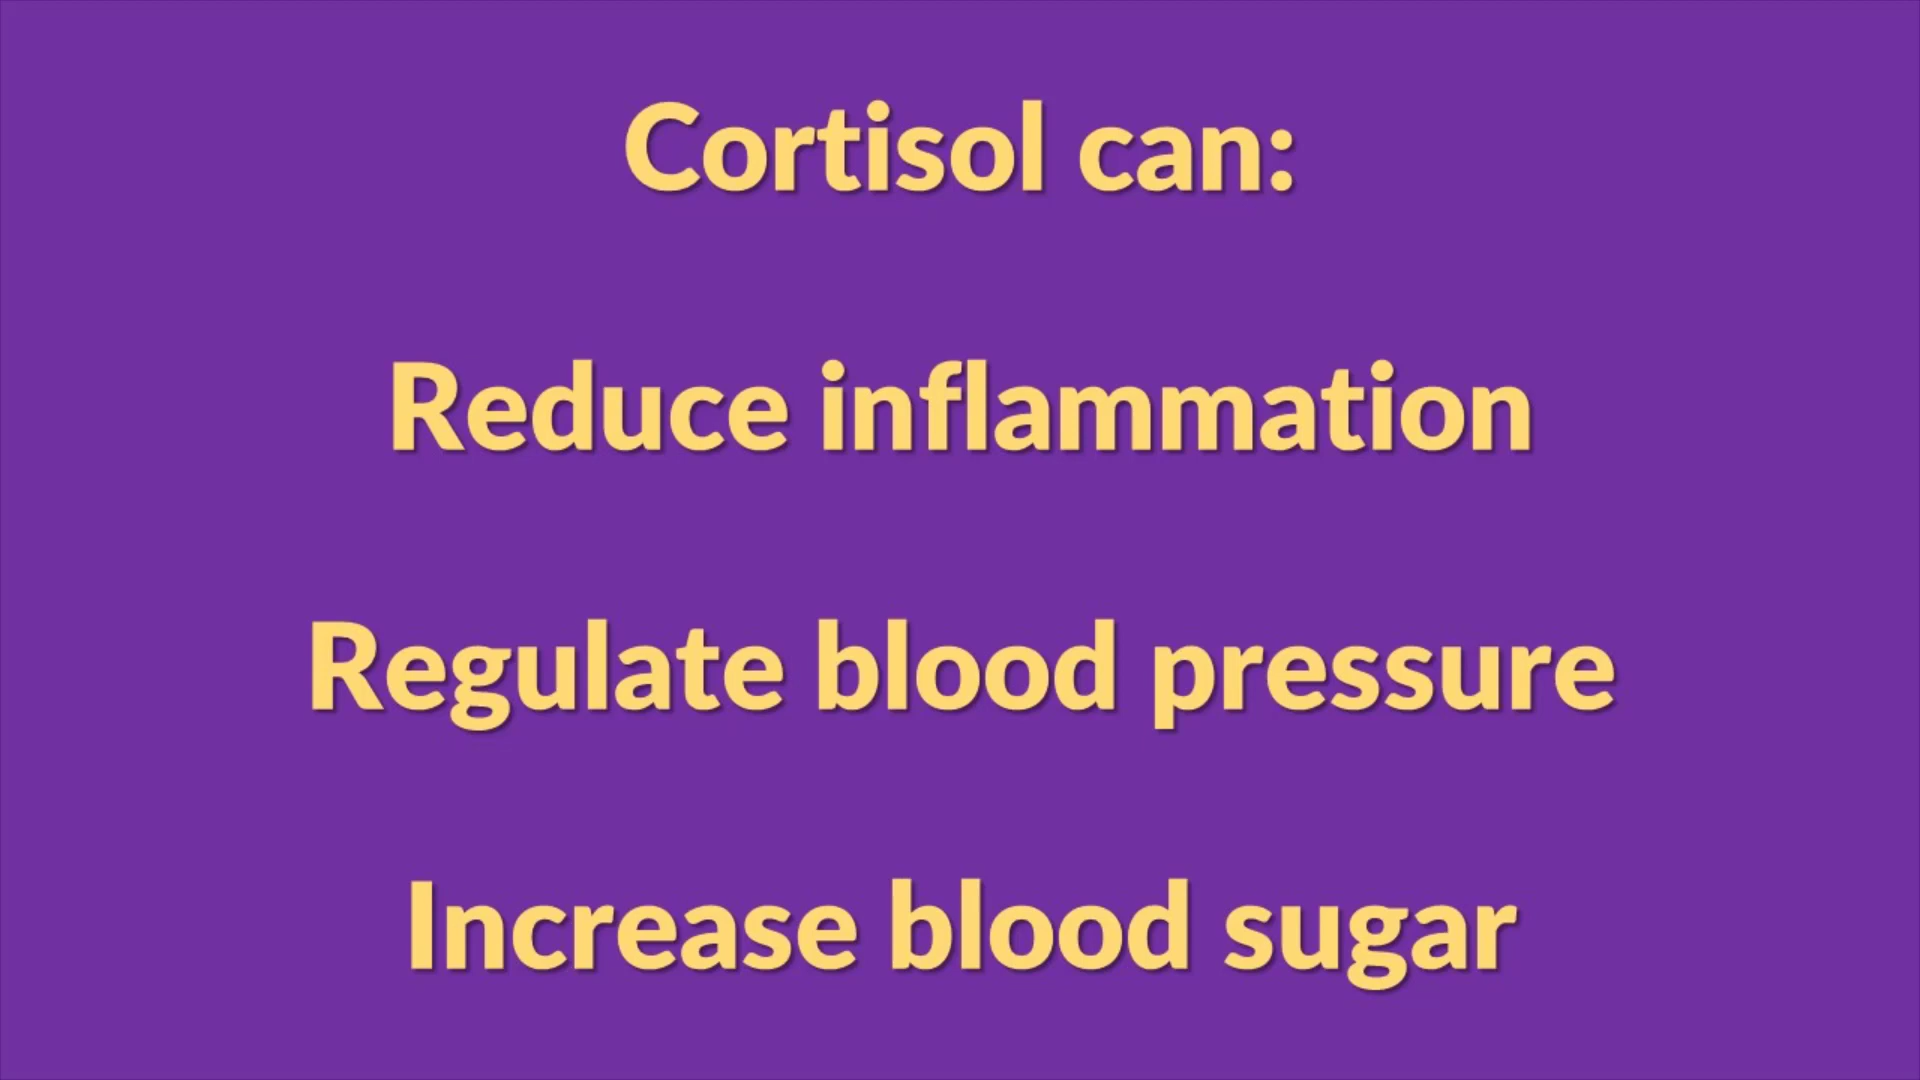 Cortisol can:
Reduce inflammation
Regulate blood pressure
Increase blood sugar